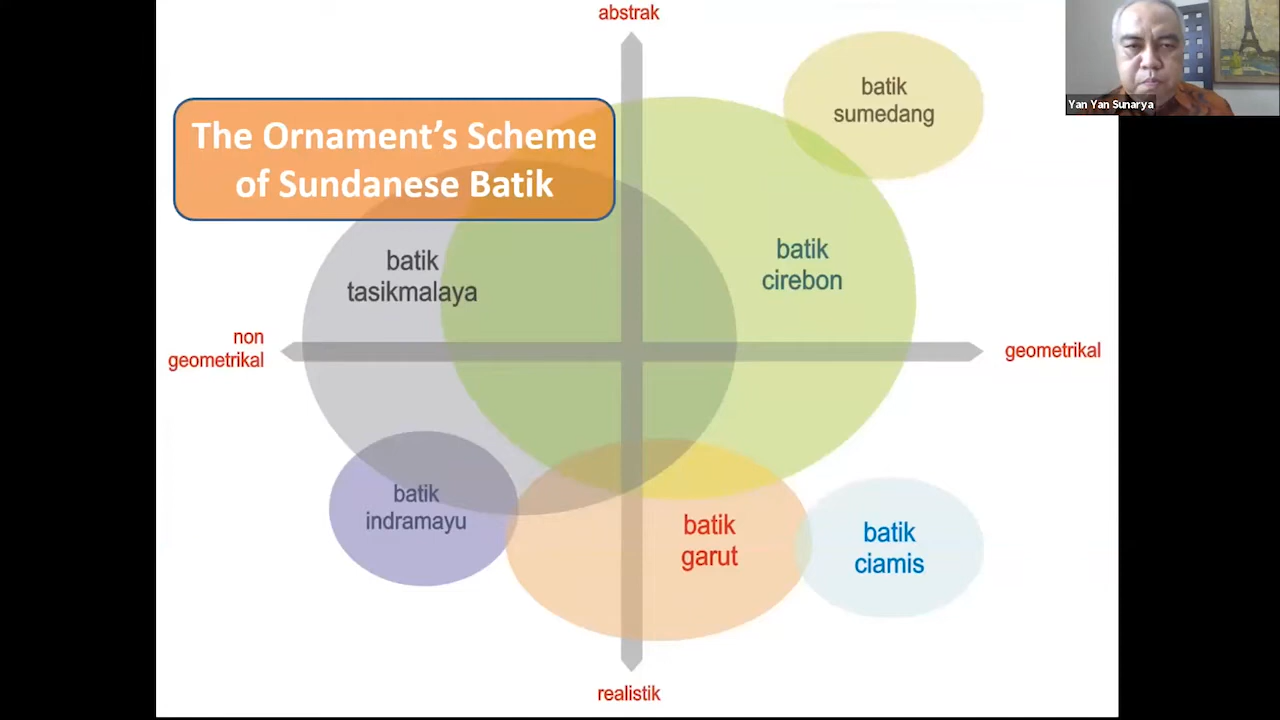 abstrak
Yan Yan Sunarya
The Ornament's Scheme
of Sundanese Batik
batik
sumedang
batik
tasikmalaya
batik
cirebon
non
geometrikal
geometrikal
batik
indramayu
batik
garut
batik
ciamis
realistik